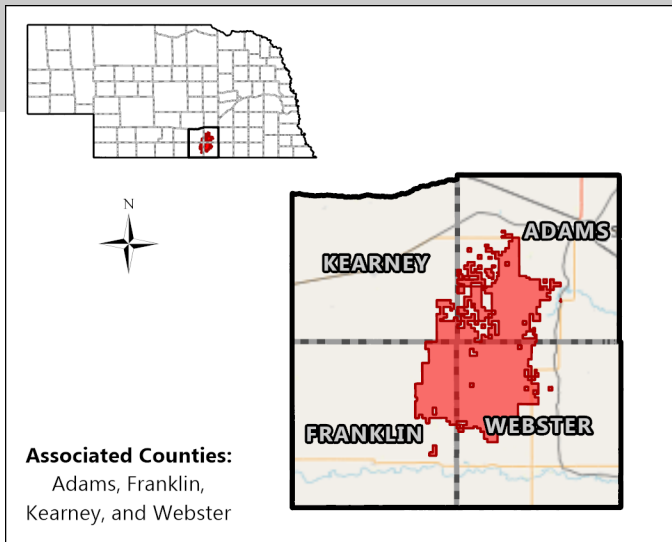 N
ADAMS
KEARNEY
FRANKLIN
WEBSTER
Associated Counties:
Adams, Franklin,
Kearney, and Webster